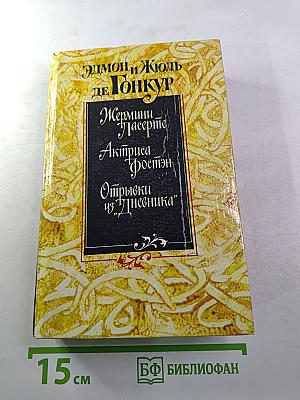 Эдмон и Жюль
де Гонкур
Жермини
Ласерте
Актриса
Фостэн
Отрывки
из „Дневника"
15 см
БФ БИБЛИОФАН